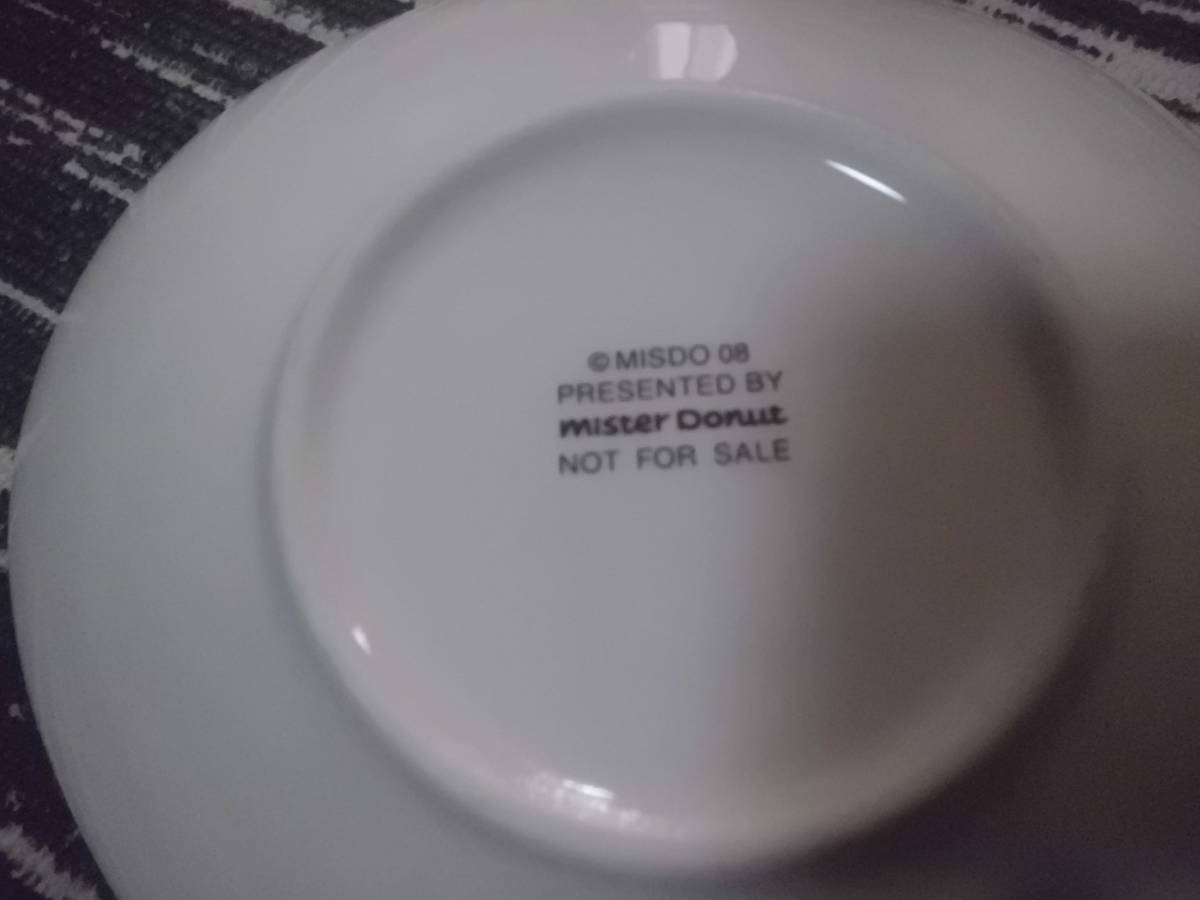 ©MISDO 08
PRESENTED BY
mister Donut
NOT FOR SALE